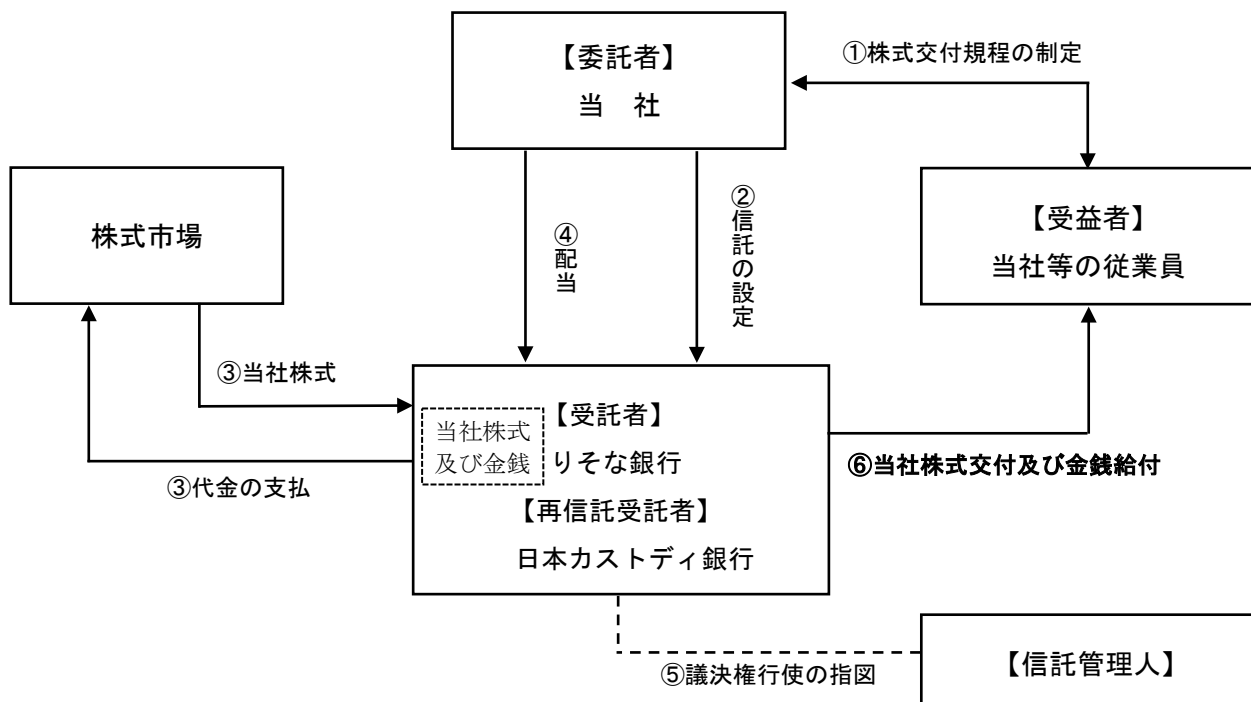 【委託者】
当　社
①株式交付規程の制定
株式市場
【受益者】
当社等の従業員
④配当
②信託の設定
③当社株式
③代金の支払
当社株式
及び金銭
【受託者】
りそな銀行
【再信託受託者】
日本カストディ銀行
⑥当社株式交付及び金銭給付
⑤議決権行使の指図
【信託管理人】